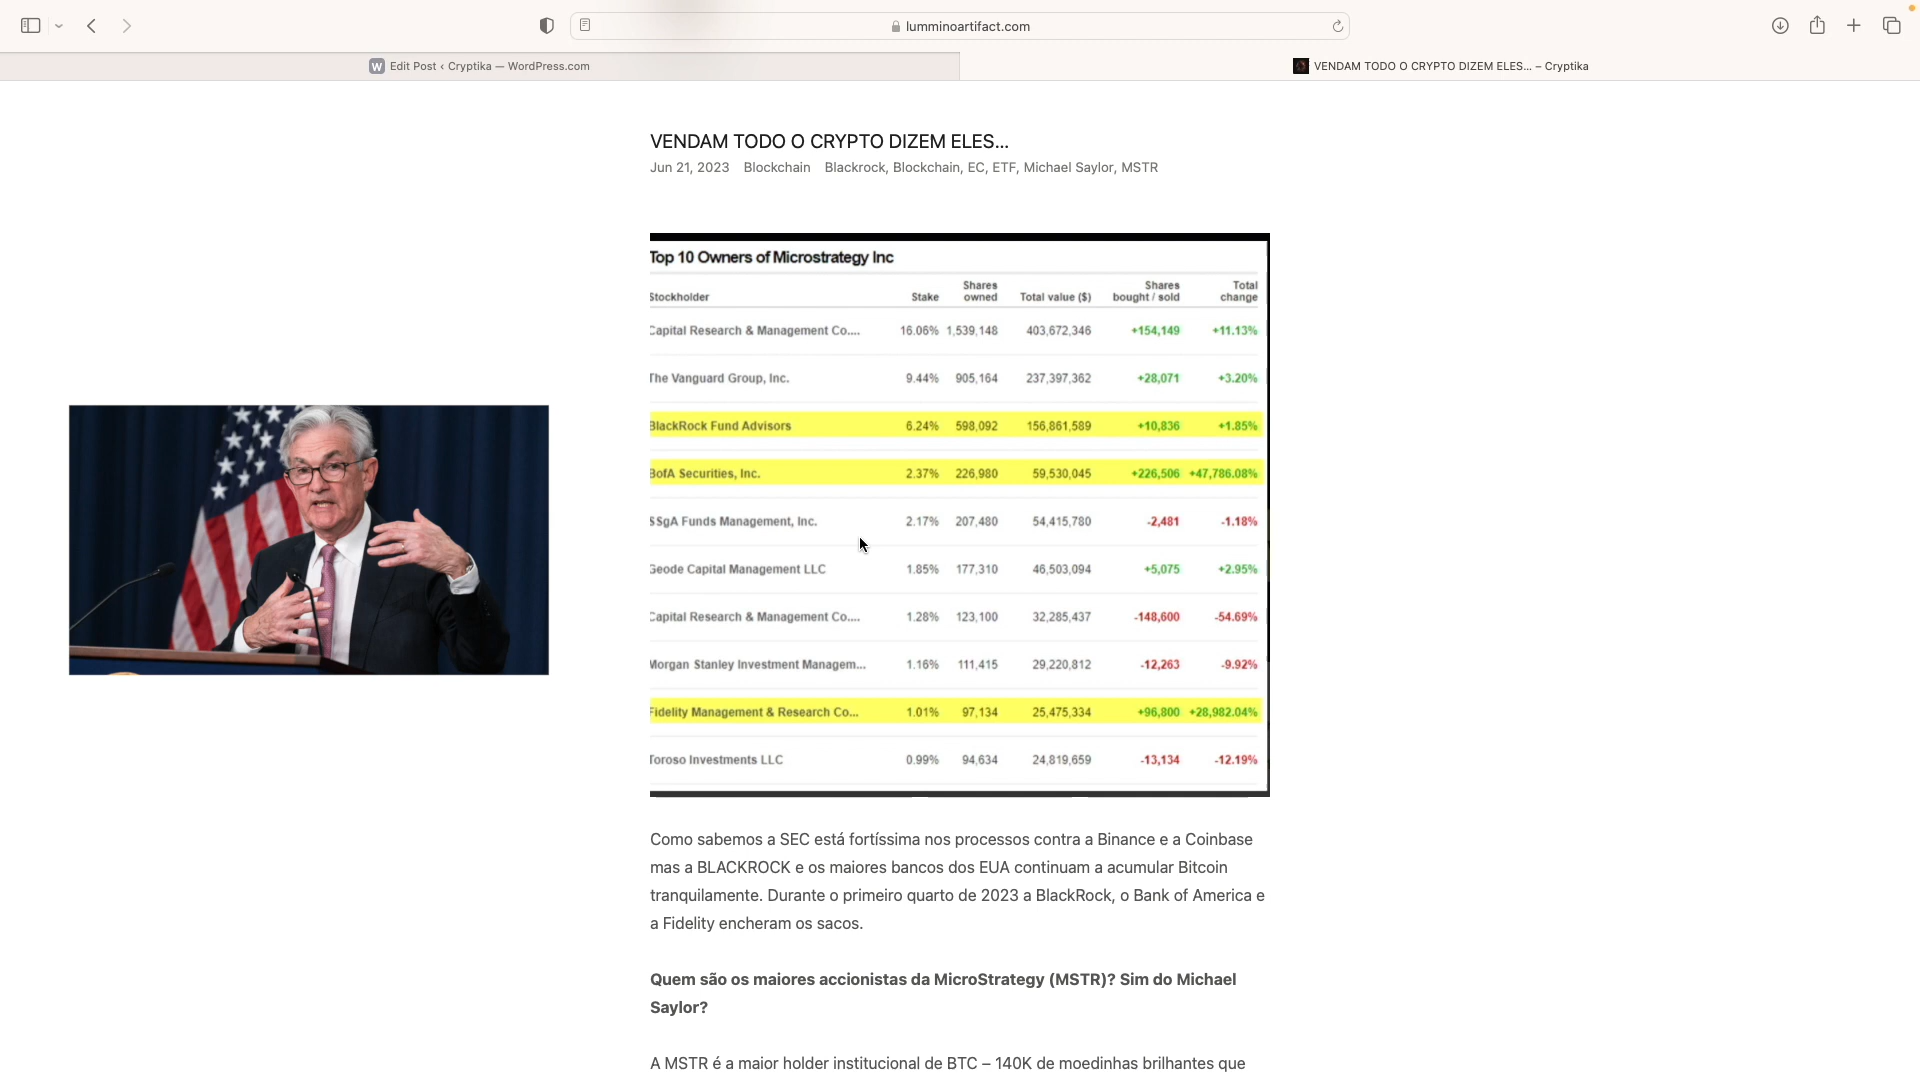 lumminoartifact.com
W Edit Post ‹ Cryptika — WordPress.com
VENDAM TODO O CRYPTO DIZEM ELES... – Cryptika
VENDAM TODO O CRYPTO DIZEM ELES…
Jun 21, 2023 Blockchain Blackrock, Blockchain, EC, ETF, Michael Saylor, MSTR
Top 10 Owners of Microstrategy Inc
Stockholder Stake Shares owned Total value ($) Shares bought / sold Total change
Capital Research & Management Co.... 16.06% 1,539,148 403,672,346 +154,149 +11.13%
The Vanguard Group, Inc. 9.44% 905,164 237,397,362 +28,071 +3.20%
BlackRock Fund Advisors 6.24% 598,092 156,861,589 +10,836 +1.85%
BofA Securities, Inc. 2.37% 226,980 59,530,045 +226,506 +47,786.08%
SSgA Funds Management, Inc. 2.17% 207,480 54,415,780 -2,481 -1.18%
Geode Capital Management LLC 1.85% 177,310 46,503,094 +5,075 +2.95%
Capital Research & Management Co.... 1.28% 123,100 32,285,437 -148,600 -54.69%
Morgan Stanley Investment Managem... 1.16% 111,415 29,220,812 -12,263 -9.92%
Fidelity Management & Research Co... 1.01% 97,134 25,475,334 +96,800 +28,982.04%
Toroso Investments LLC 0.99% 94,634 24,819,659 -13,134 -12.19%
Como sabemos a SEC está fortíssima nos processos contra a Binance e a Coinbase
mas a BLACKROCK e os maiores bancos dos EUA continuam a acumular Bitcoin
tranquilamente. Durante o primeiro quarto de 2023 a BlackRock, o Bank of America e
a Fidelity encheram os sacos.
Quem são os maiores accionistas da MicroStrategy (MSTR)? Sim do Michael
Saylor?
A MSTR é a maior holder institucional de BTC – 140K de moedinhas brilhantes que